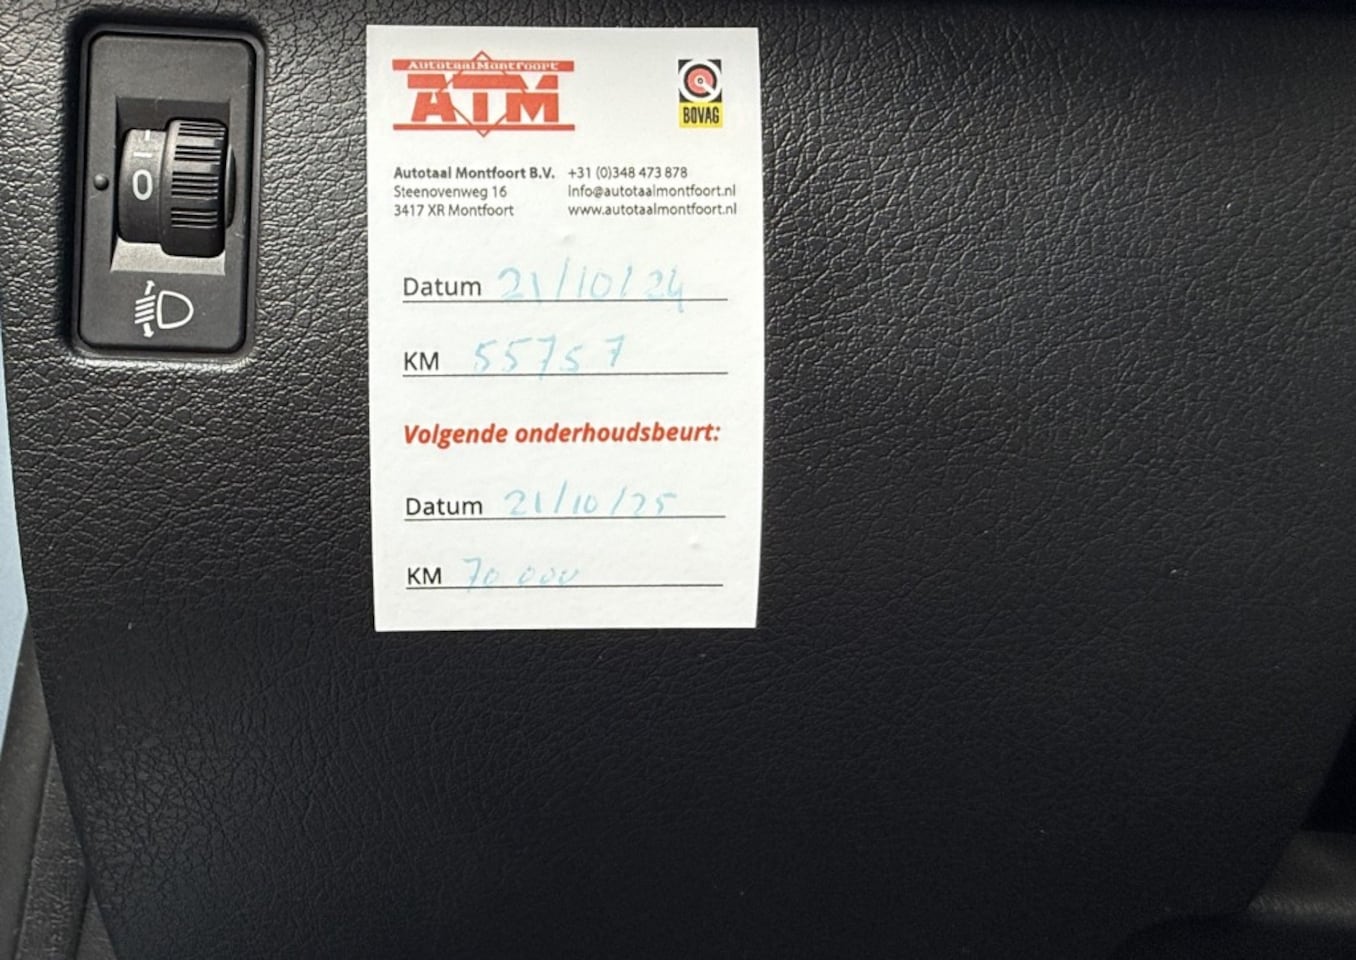 0
AutotaalMontfoort
ATM
BOVAG
Autotaal Montfoort B.V. +31 (0)348 473 878
Steenovenweg 16 info@autotaalmontfoort.nl
3417 XR Montfoort www.autotaalmontfoort.nl
Datum 21/10/24
KM 55757
Volgende onderhoudsbeurt:
Datum 21/10/25
KM 70 000